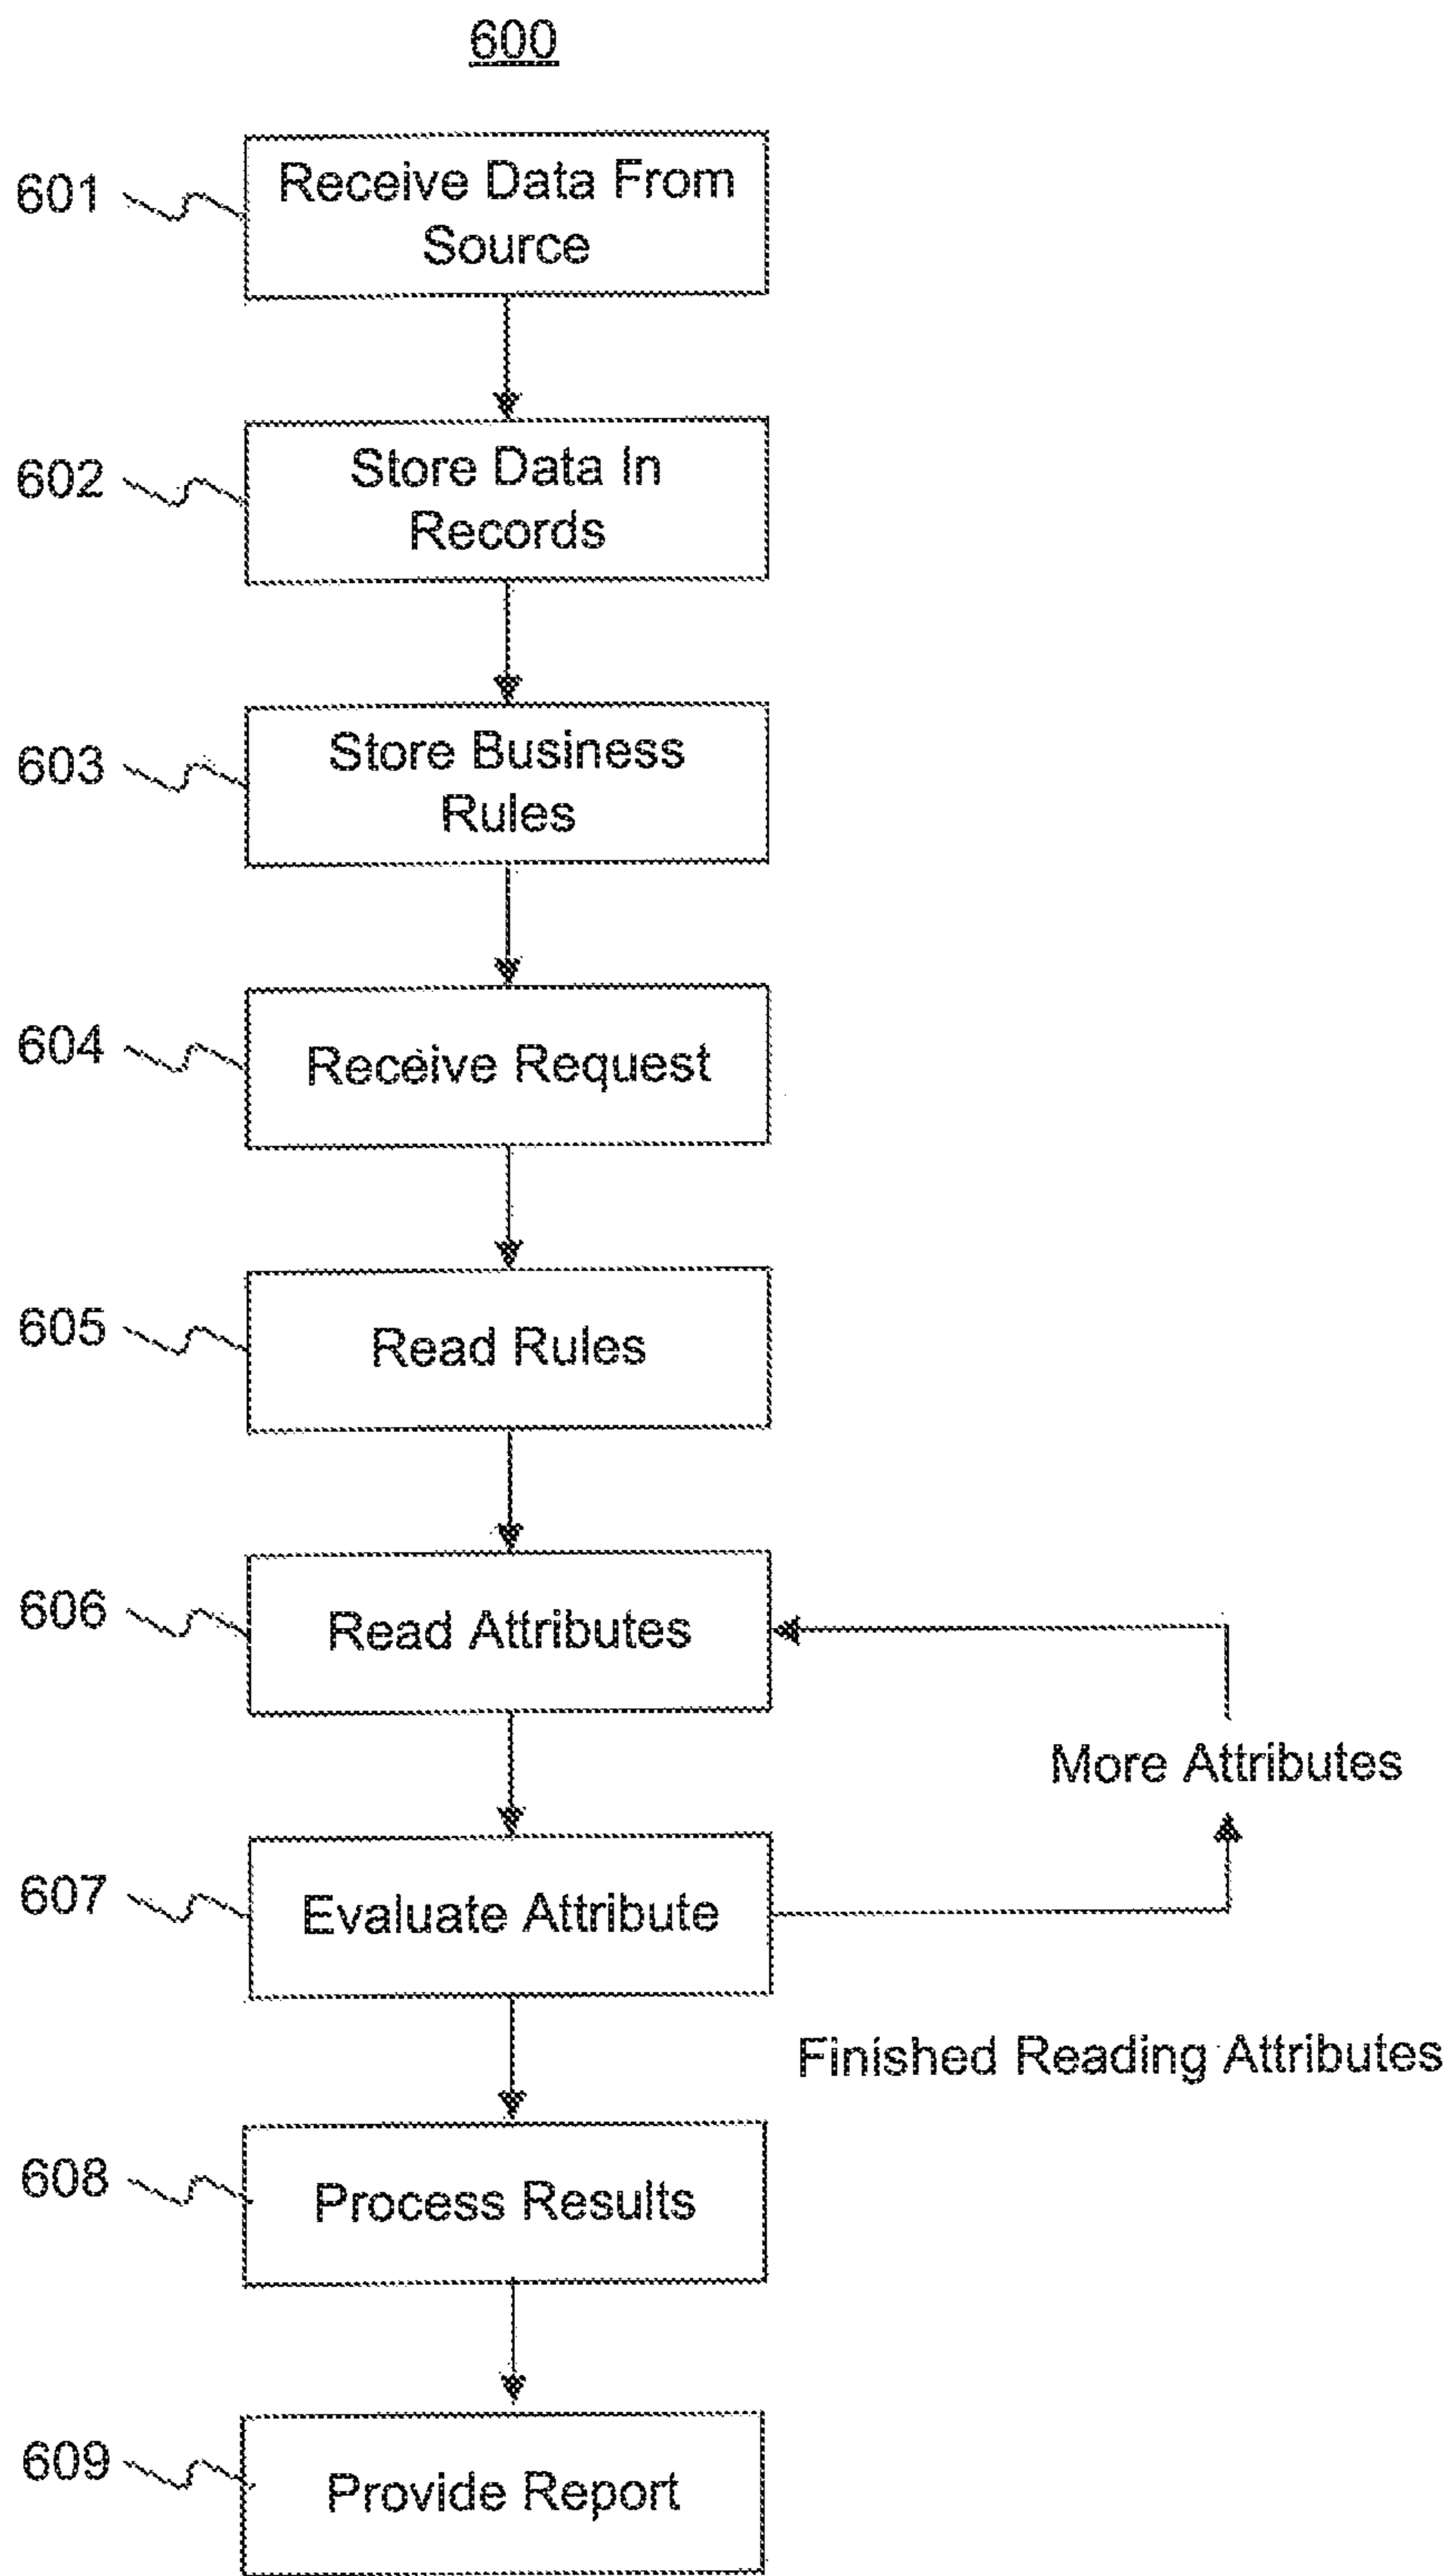 600
601
Receive Data From
Source
602
Store Data In
Records
603
Store Business
Rules
604
Receive Request
605
Read Rules
606
Read Attributes
More Attributes
607
Evaluate Attribute
Finished Reading Attributes
608
Process Results
609
Provide Report